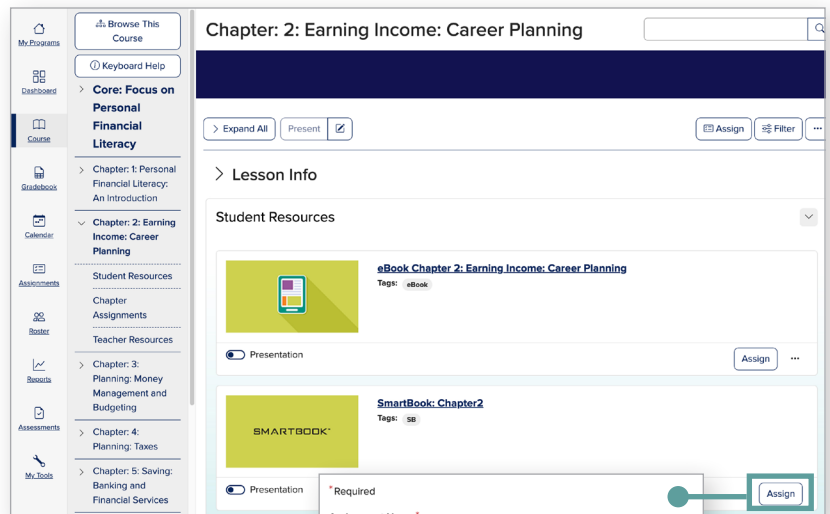 My Programs
Dashboard
Course
Gradebook
Calendar
Assignments
Roster
Reports
Assessments
My Tools
Browse This
Course
Keyboard Help
Core: Focus on
Personal
Financial
Literacy
Chapter: 1: Personal
Financial Literacy:
An Introduction
Chapter: 2: Earning
Income: Career
Planning
Student Resources
Chapter
Assignments
Teacher Resources
Chapter: 3:
Planning: Money
Management and
Budgeting
Chapter: 4:
Planning: Taxes
Chapter: 5: Saving:
Banking and
Financial Services
Chapter: 2: Earning Income: Career Planning
Expand All Present Assign Filter
Lesson Info
Student Resources
eBook Chapter 2: Earning Income: Career Planning
Tags: eBook
Presentation Assign
SMARTBOOK™
SmartBook: Chapter2
Tags: SB
Presentation Assign
*Required